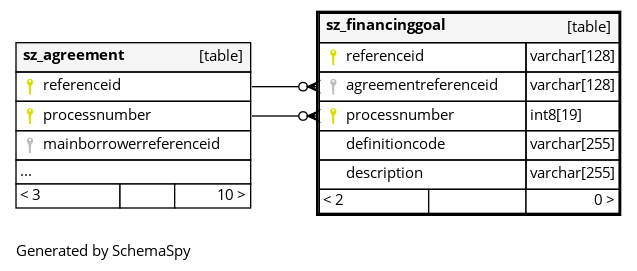 sz_agreement [table]
referenceid
processnumber
mainborrowerreferenceid
...
< 3 10 >
sz_financinggoal [table]
referenceid varchar[128]
agreementreferenceid varchar[128]
processnumber int8[19]
definitioncode varchar[255]
description varchar[255]
< 2 0 >
Generated by SchemaSpy